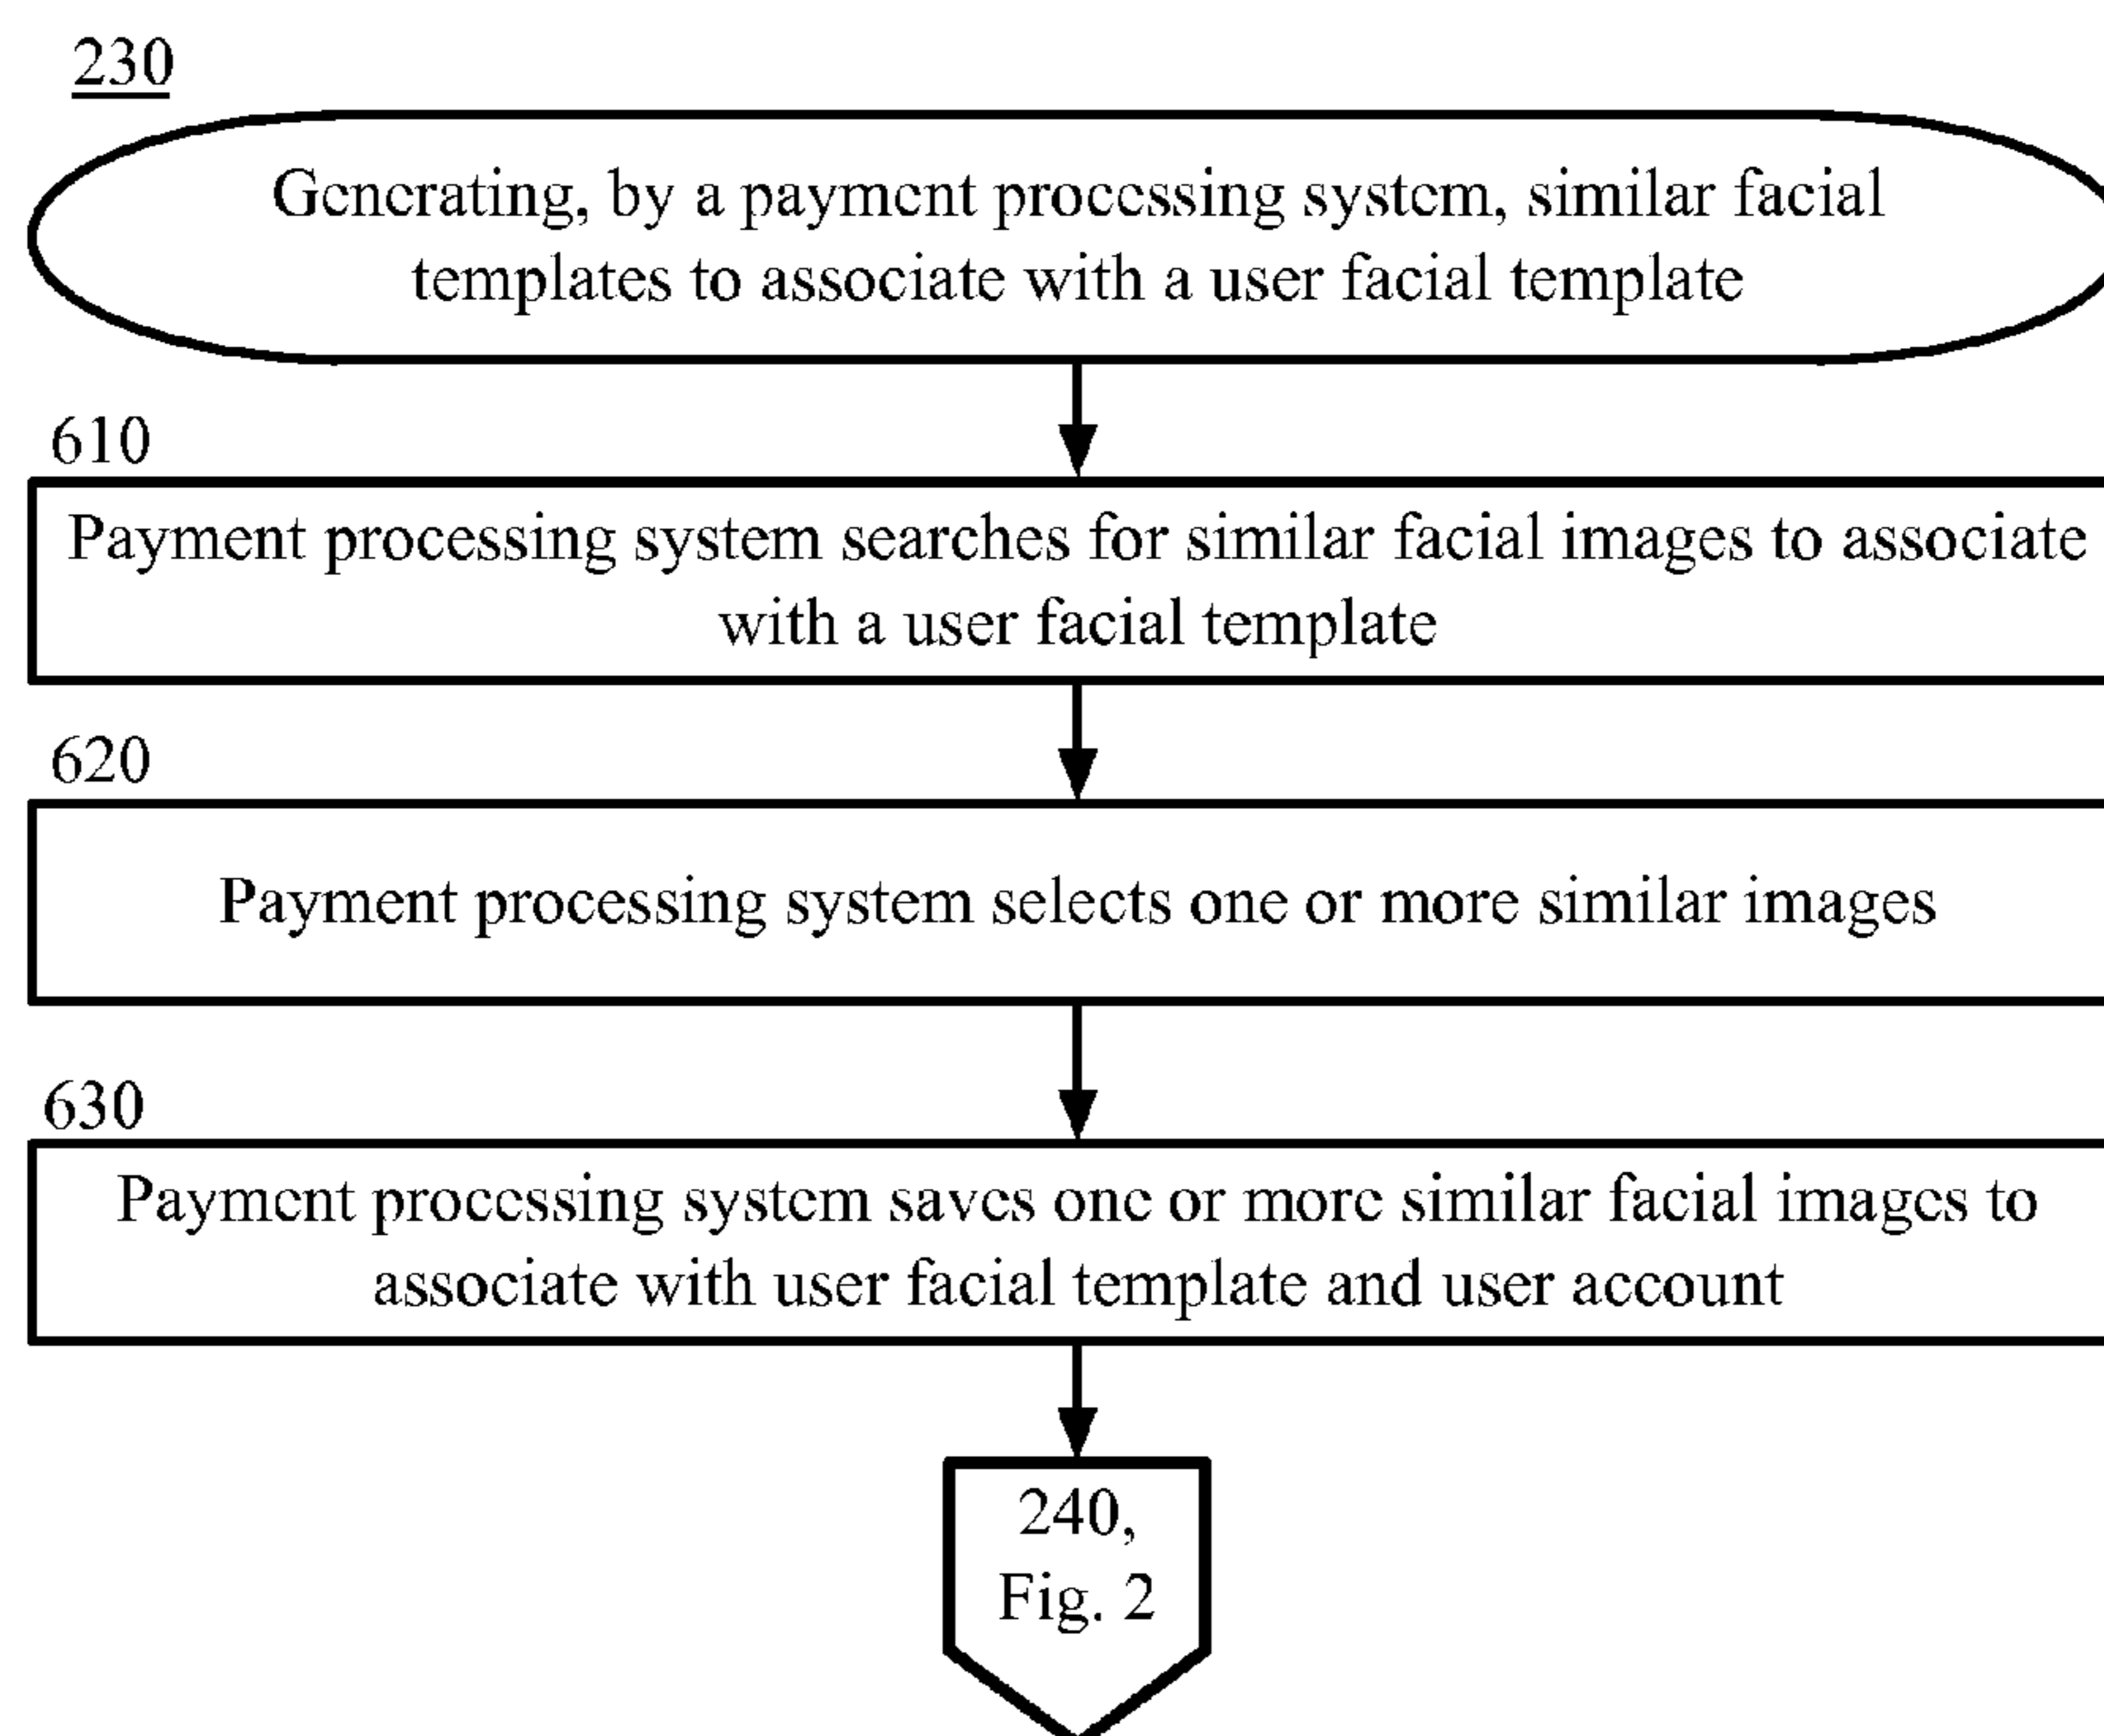 230
Generating, by a payment processing system, similar facial
templates to associate with a user facial template
610
Payment processing system searches for similar facial images to associate
with a user facial template
620
Payment processing system selects one or more similar images
630
Payment processing system saves one or more similar facial images to
associate with user facial template and user account
240,
Fig. 2